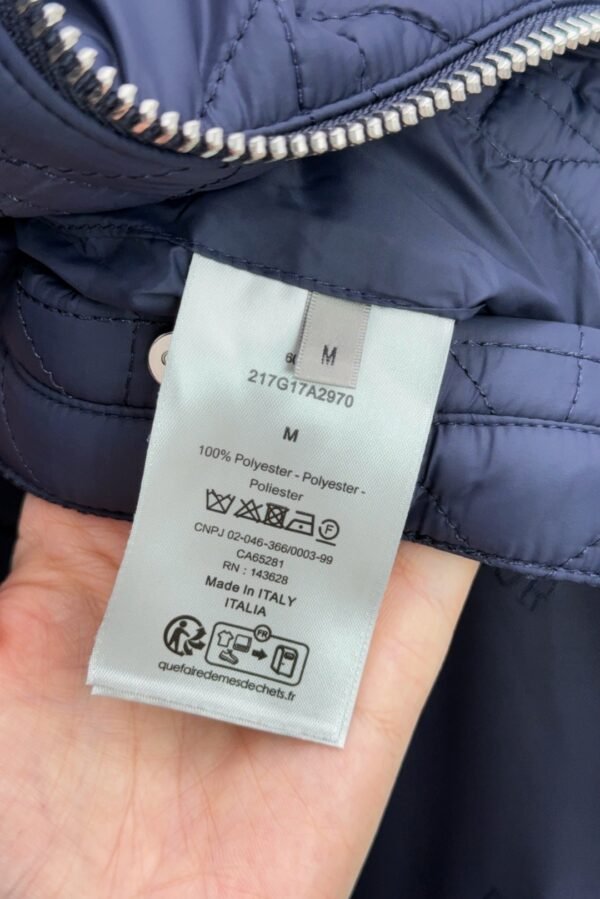 M
217G17A2970
M
100% Polyester - Polyester -
Poliester
F
CNPJ 02-046-366/0003-99
CA65281
RN : 143628
Made In ITALY
ITALIA
FR
quefairedemesdechets.fr